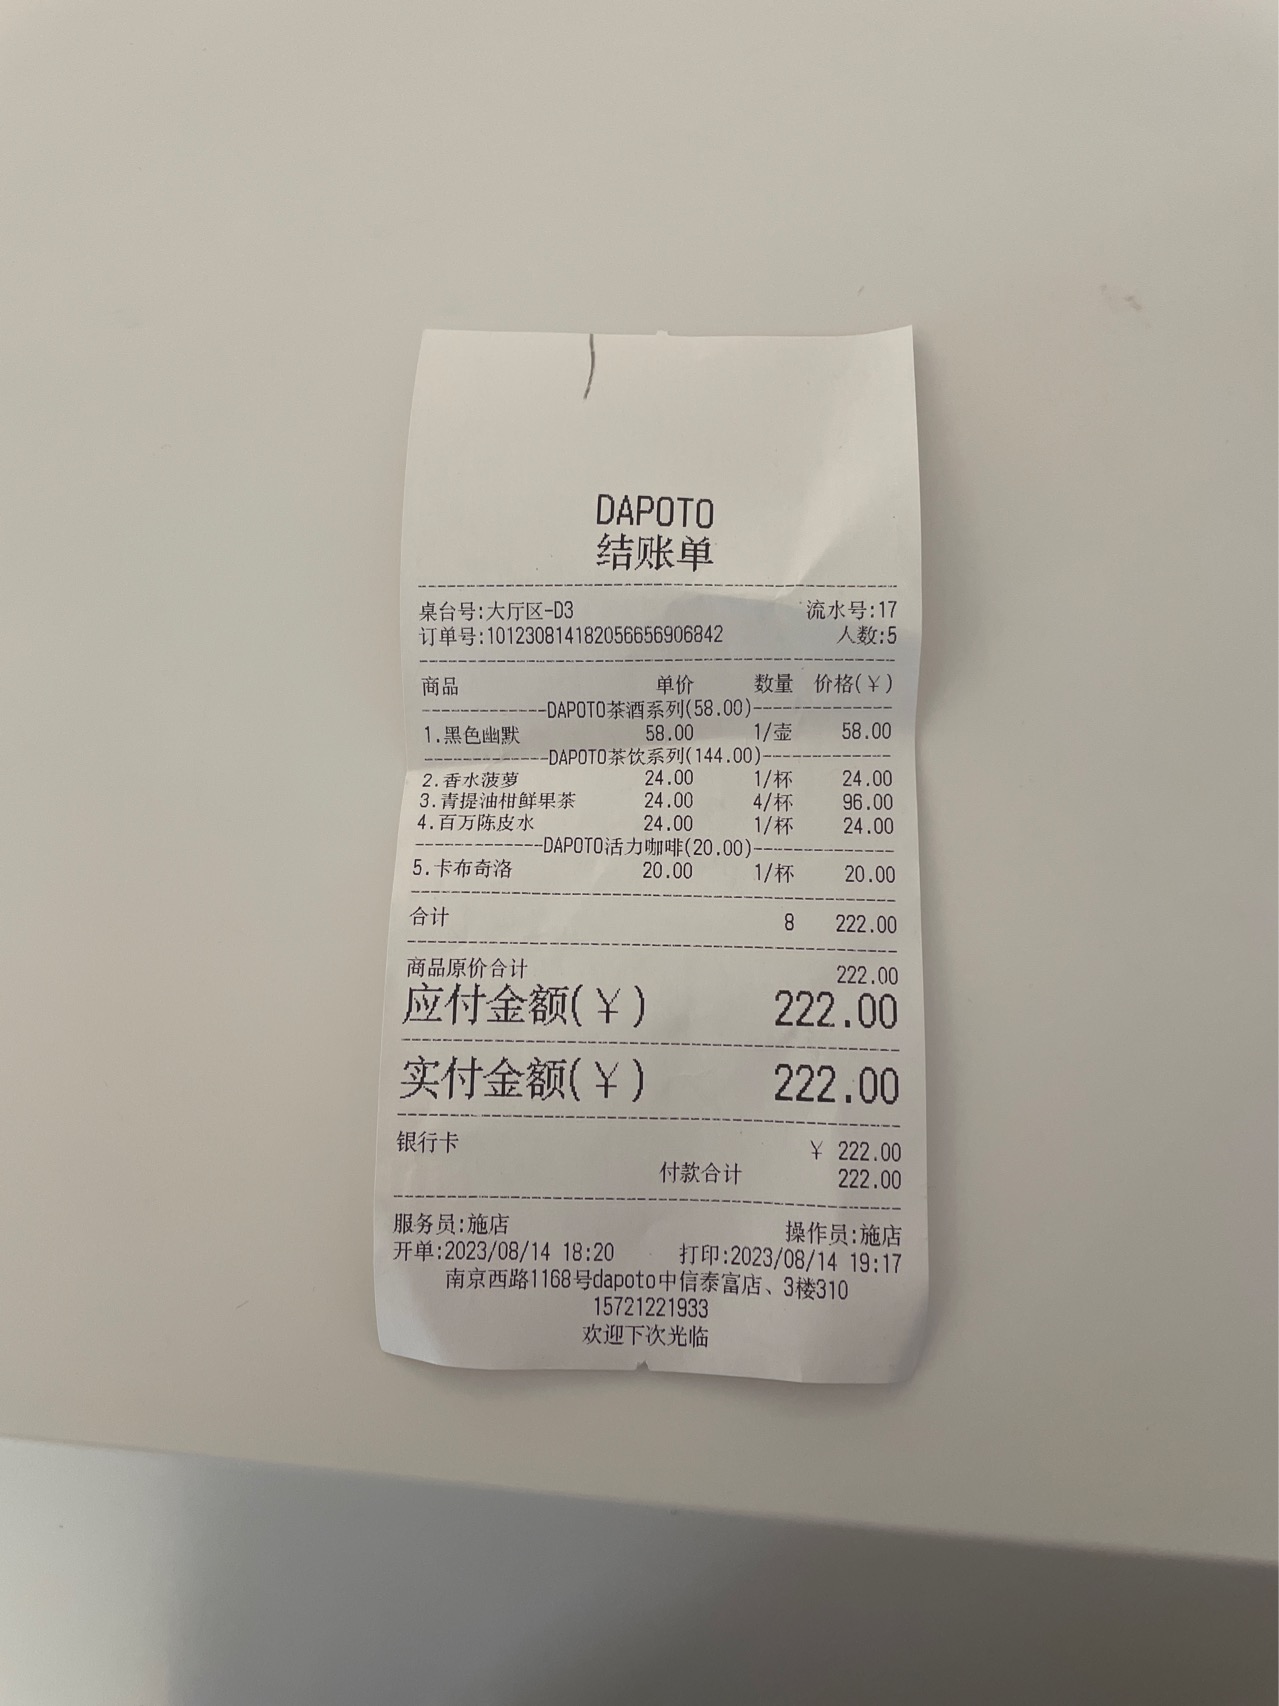 DAPOTO
结账单
桌台号:大厅区-D3 流水号:17
订单号:101230814182056656906842 人数:5
商品 单价 数量 价格(￥)
------------DAPOTO茶酒系列(58.00)------------
1.黑色幽默 58.00 1/壶 58.00
------------DAPOTO茶饮系列(144.00)------------
2.香水菠萝 24.00 1/杯 24.00
3.青提油柑鲜果茶 24.00 4/杯 96.00
4.百万陈皮水 24.00 1/杯 24.00
------------DAPOTO活力咖啡(20.00)------------
5.卡布奇洛 20.00 1/杯 20.00
合计 8 222.00
商品原价合计 222.00
应付金额(￥) 222.00
实付金额(￥) 222.00
银行卡 ￥ 222.00
付款合计 222.00
服务员:施店 操作员:施店
开单:2023/08/14 18:20 打印:2023/08/14 19:17
南京西路1168号dapoto中信泰富店、3楼310
15721221933
欢迎下次光临